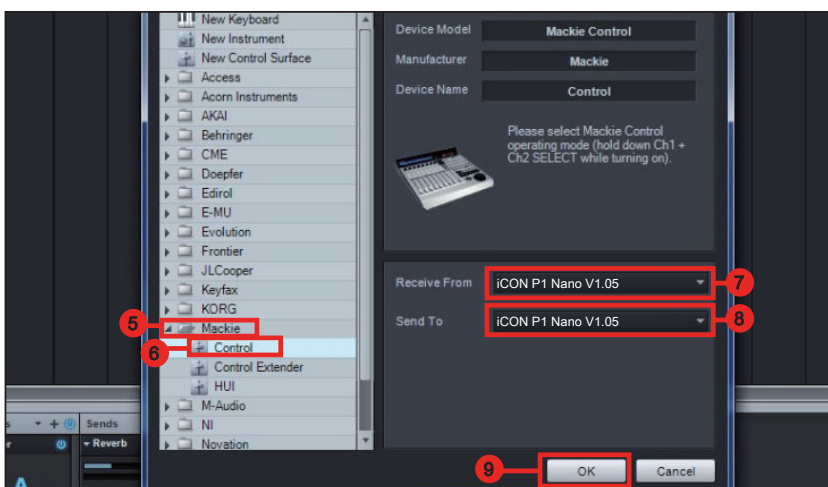 New Keyboard
New Instrument
New Control Surface
Access
Acorn Instruments
AKAI
Behringer
CME
Doepfer
Edirol
E-MU
Evolution
Frontier
JLCooper
Keyfax
KORG
5 Mackie
6 Control
Control Extender
HUI
M-Audio
NI
Novation
Device Model Mackie Control
Manufacturer Mackie
Device Name Control
Please select Mackie Control
operating mode (hold down Ch1 +
Ch2 SELECT while turning on).
Receive From iCON P1 Nano V1.05 7
Send To iCON P1 Nano V1.05 8
9 OK Cancel
Sends
Reverb